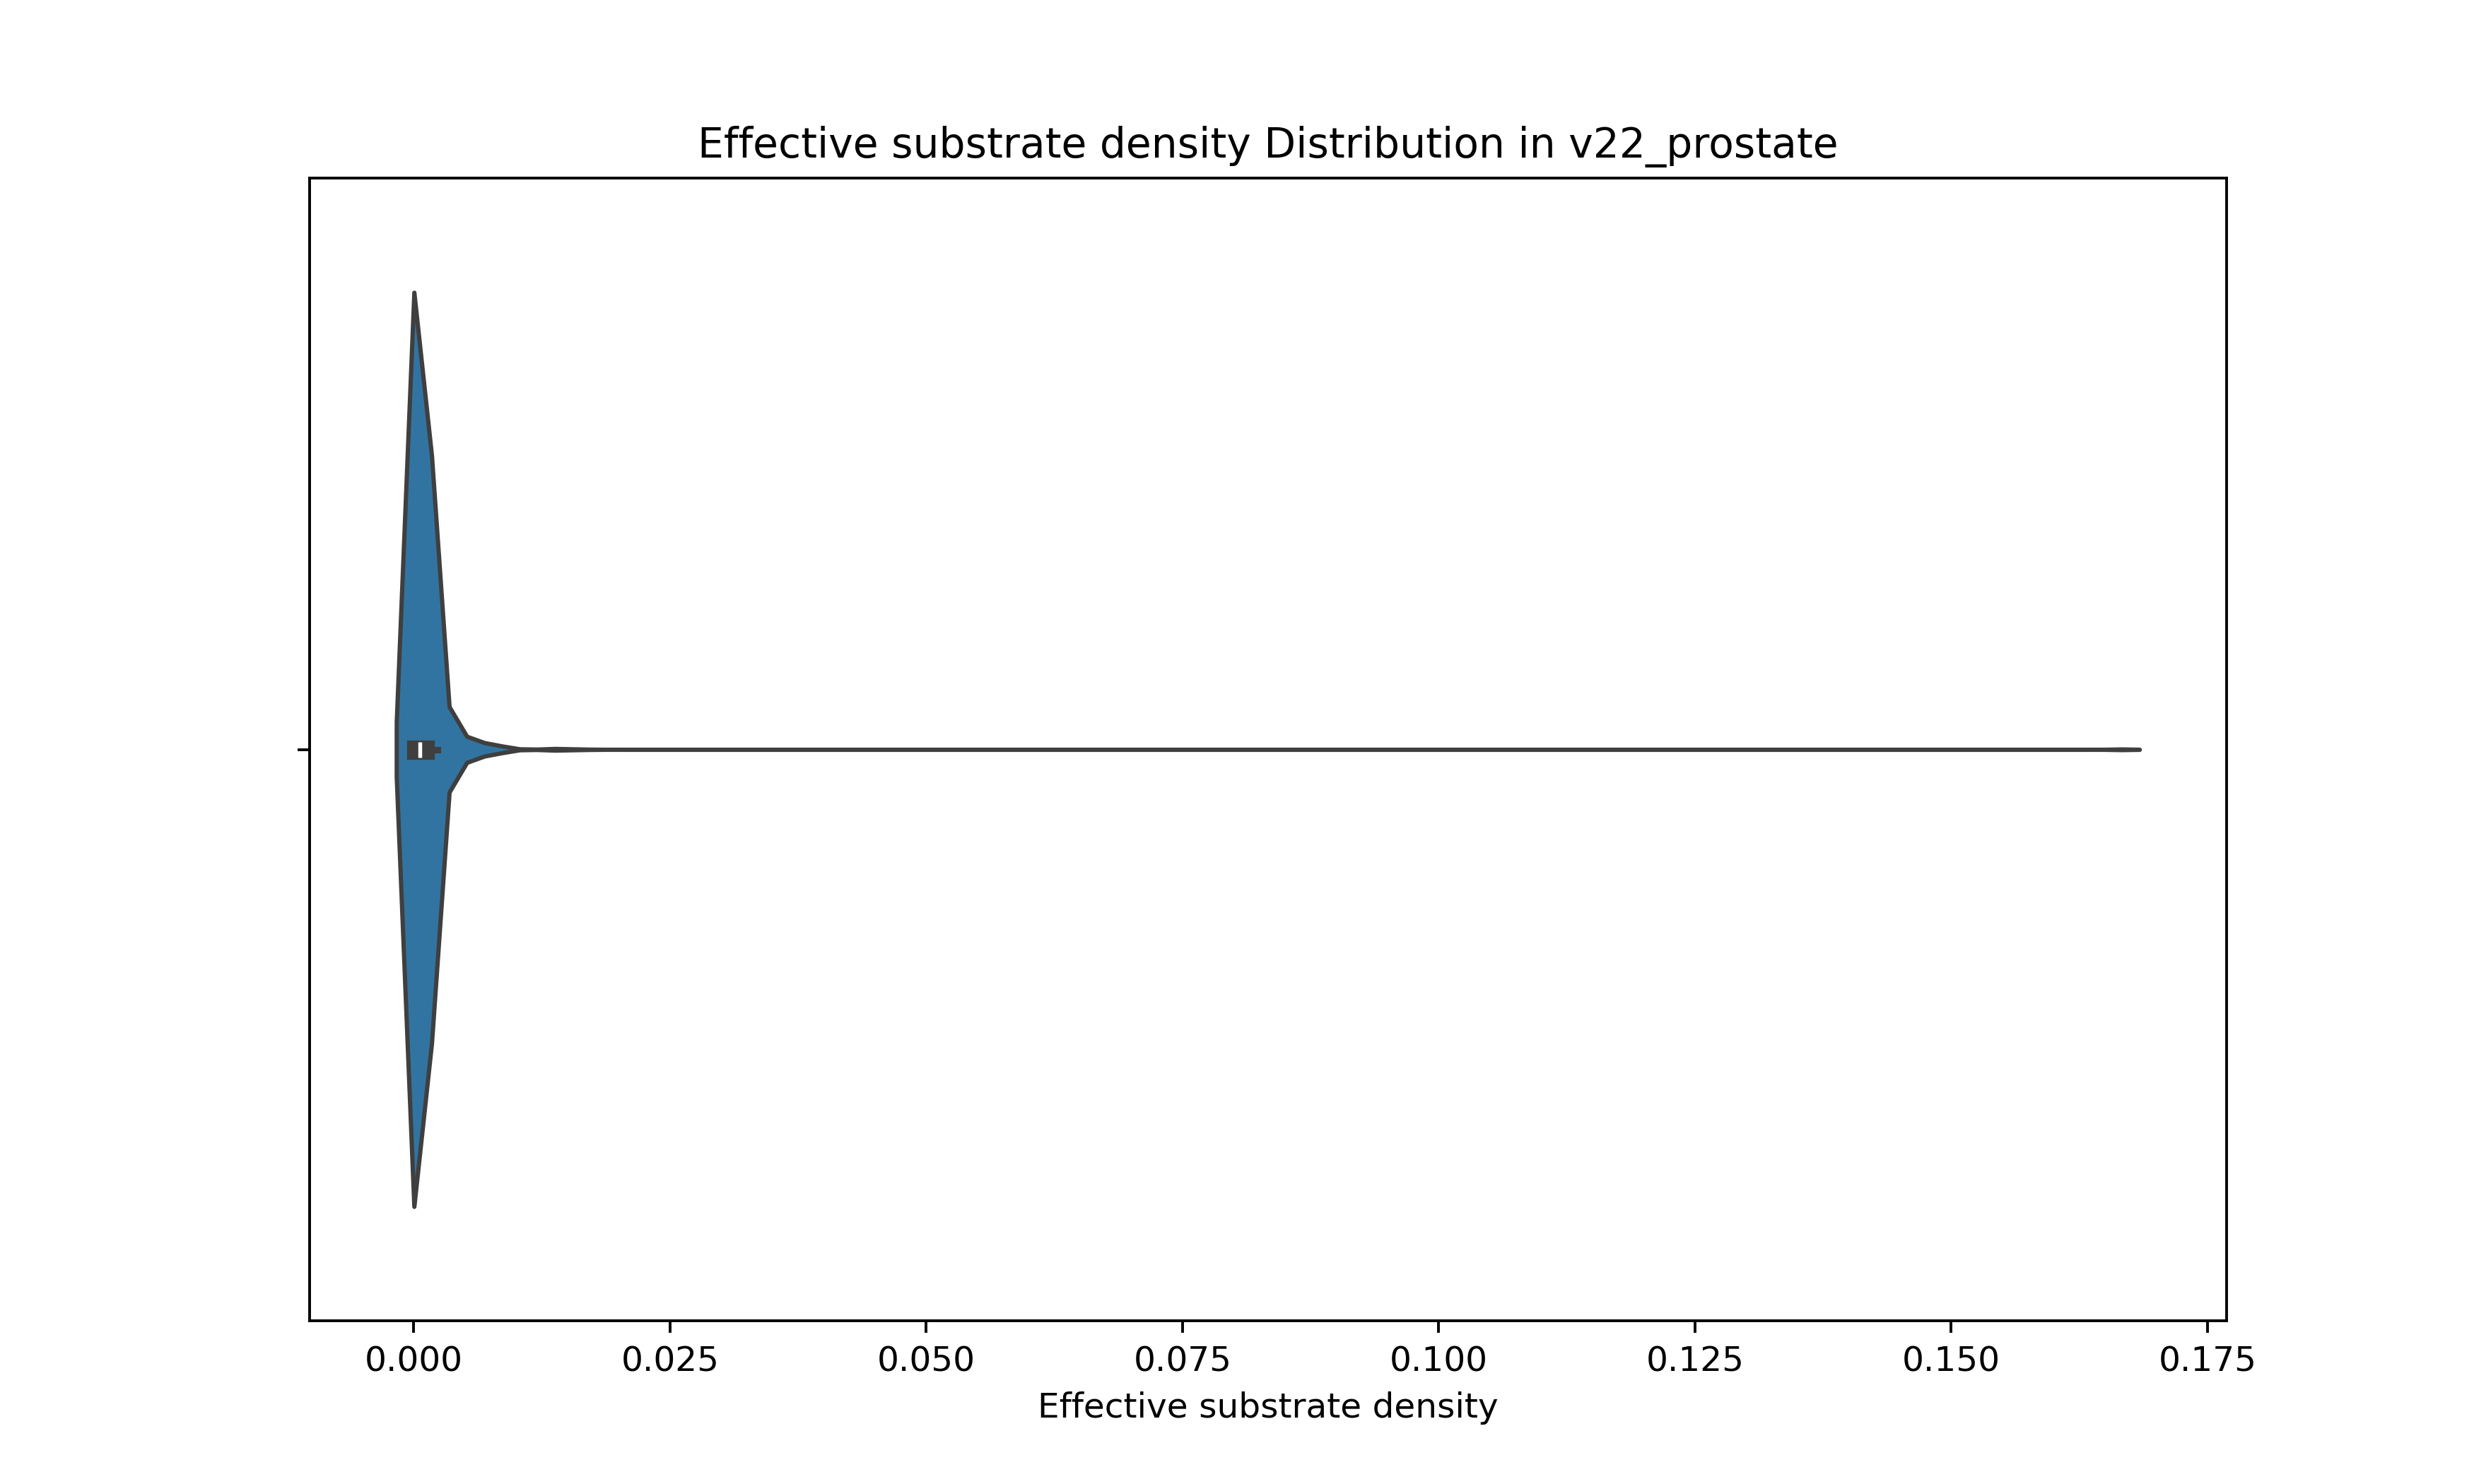 Effective substrate density Distribution in v22_prostate
0.000 0.025 0.050 0.075 0.100 0.125 0.150 0.175
Effective substrate density